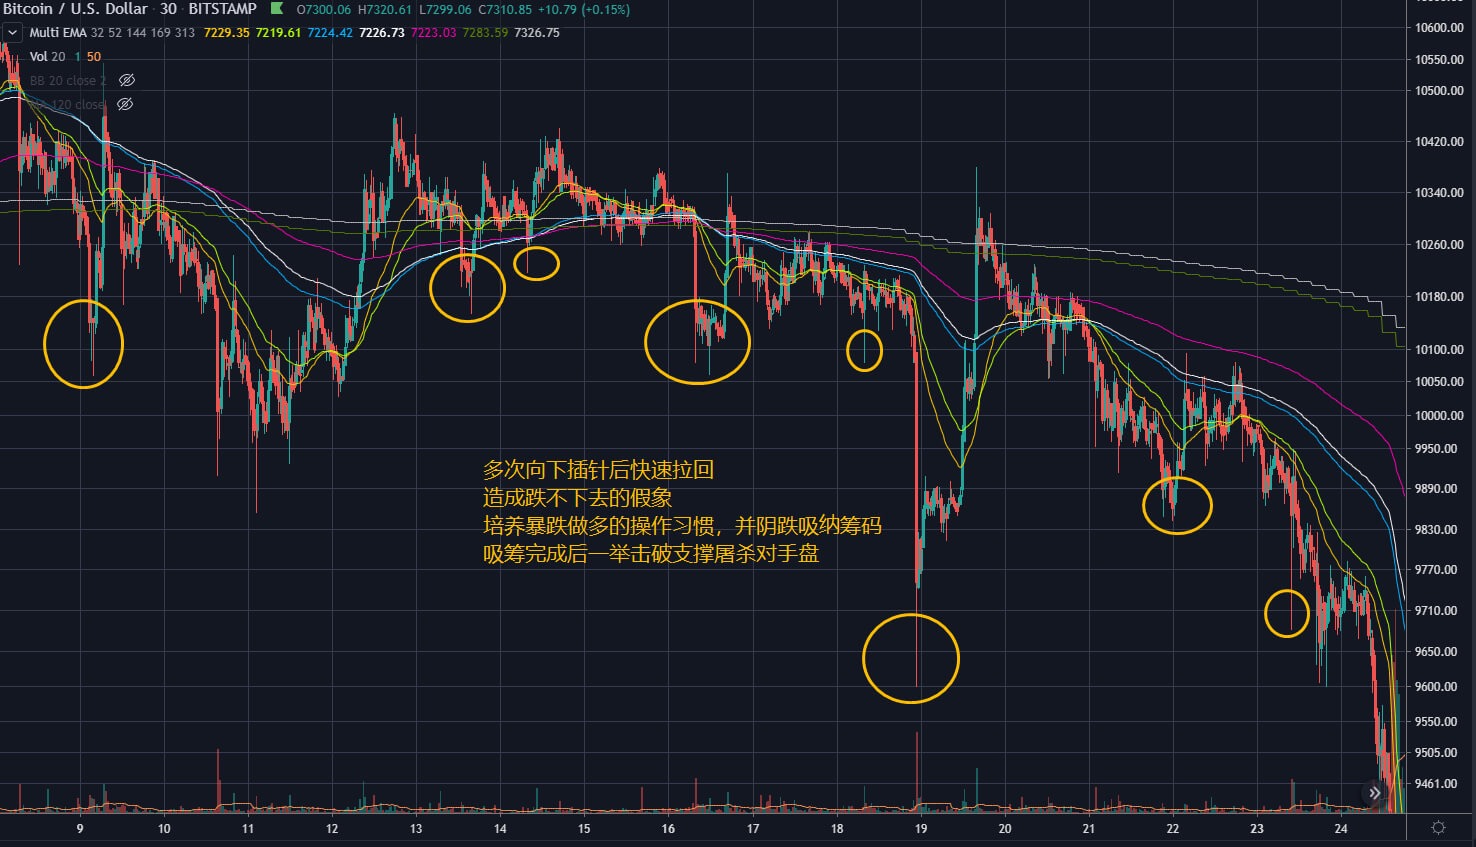 Bitcoin / U.S. Dollar 30 BITSTAMP O7300.06 H7320.61 L7299.06 C7310.85 +10.79 (+0.15%)
Multi EMA 32 52 144 169 313 7229.35 7219.61 7224.42 7226.73 7223.03 7283.59 7326.75
Vol 20 1 50
BB 20 close 2
120 close
10600.00
10550.00
10500.00
10420.00
10340.00
10260.00
10180.00
10100.00
10050.00
10000.00
9950.00
9890.00
9830.00
9770.00
9710.00
9650.00
9600.00
9550.00
9505.00
9461.00
多次向下插针后快速拉回
造成跌不下去的假象
培养暴跌做多的操作习惯，并阴跌吸纳筹码
吸筹完成后一举击破支撑屠杀对手盘
9 10 11 12 13 14 15 16 17 18 19 20 21 22 23 24